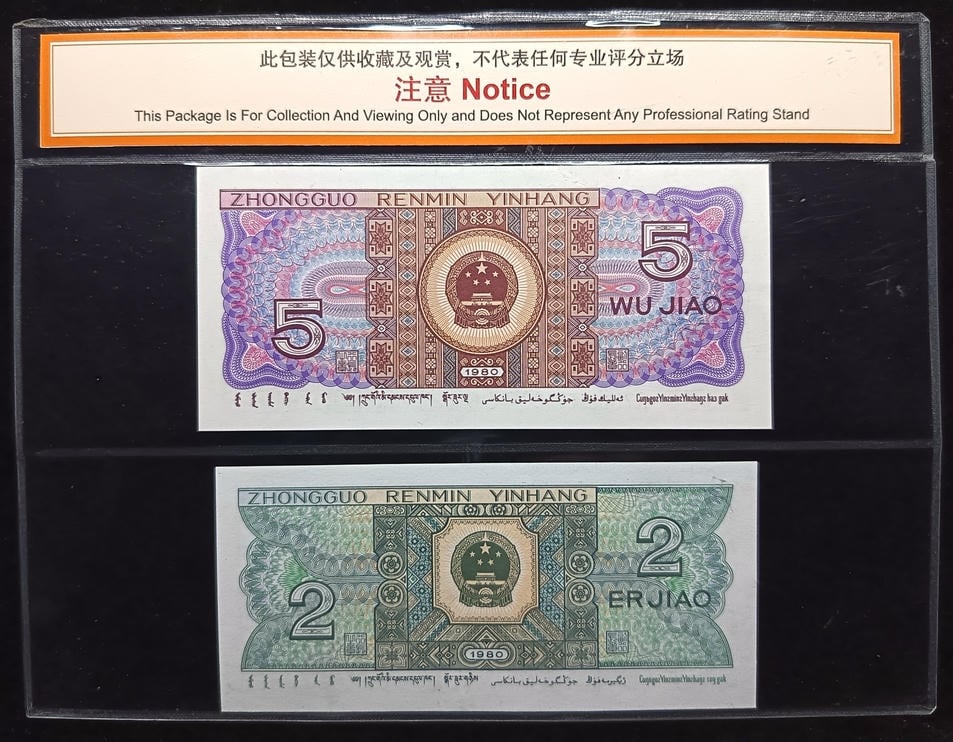 此包装仅供收藏及观赏，不代表任何专业评分立场
注意 Notice
This Package Is For Collection And Viewing Only and Does Not Represent Any Professional Rating Stand
ZHONGGUO RENMIN YINHANG
5
WU JIAO
5
1980
ZHONGGUO RENMIN YINHANG
2
ER JIAO
2
1980